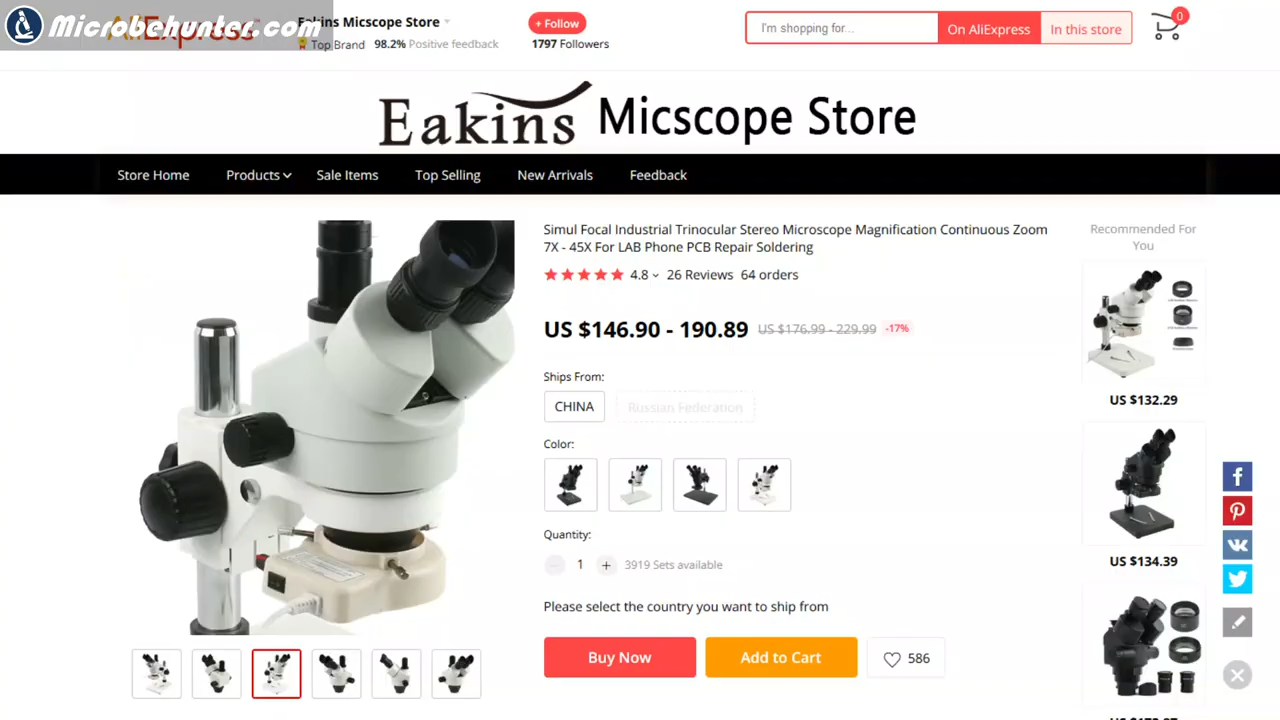 Microbehunter.com
AliExpress
Eakins Micscope Store
Top Brand 98.2% Positive feedback
+ Follow
1797 Followers
I'm shopping for...
On AliExpress
In this store
0
Eakins Micscope Store
Store Home
Products
Sale Items
Top Selling
New Arrivals
Feedback
Simul Focal Industrial Trinocular Stereo Microscope Magnification Continuous Zoom
7X - 45X For LAB Phone PCB Repair Soldering
4.8
26 Reviews
64 orders
US $146.90 - 190.89
US $176.99 - 229.99
-17%
Ships From:
CHINA
Russian Federation
Color:
Quantity:
1
+
3919 Sets available
Please select the country you want to ship from
Buy Now
Add to Cart
586
Recommended For
You
US $132.29
US $134.39